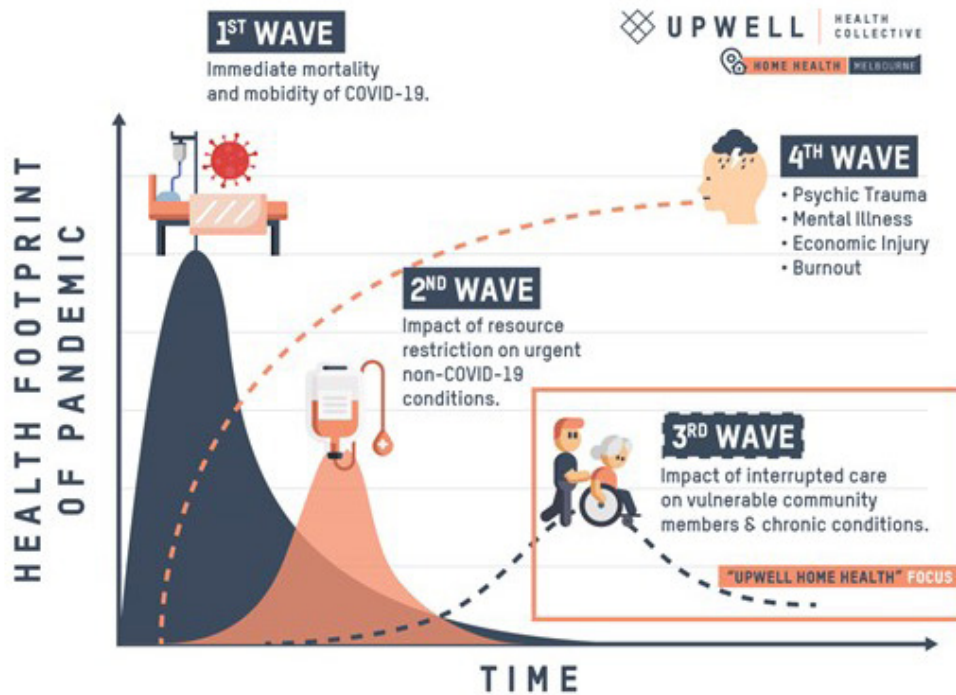 1ST WAVE
Immediate mortality
and mobidity of COVID-19.
UPWELL
HEALTH
COLLECTIVE
HOME HEALTH
MELBOURNE
4TH WAVE
• Psychic Trauma
• Mental Illness
• Economic Injury
• Burnout
2ND WAVE
Impact of resource
restriction on urgent
non-COVID-19
conditions.
3RD WAVE
Impact of interrupted care
on vulnerable community
members & chronic conditions.
"UPWELL HOME HEALTH" FOCUS
HEALTH FOOTPRINT
OF PANDEMIC
TIME